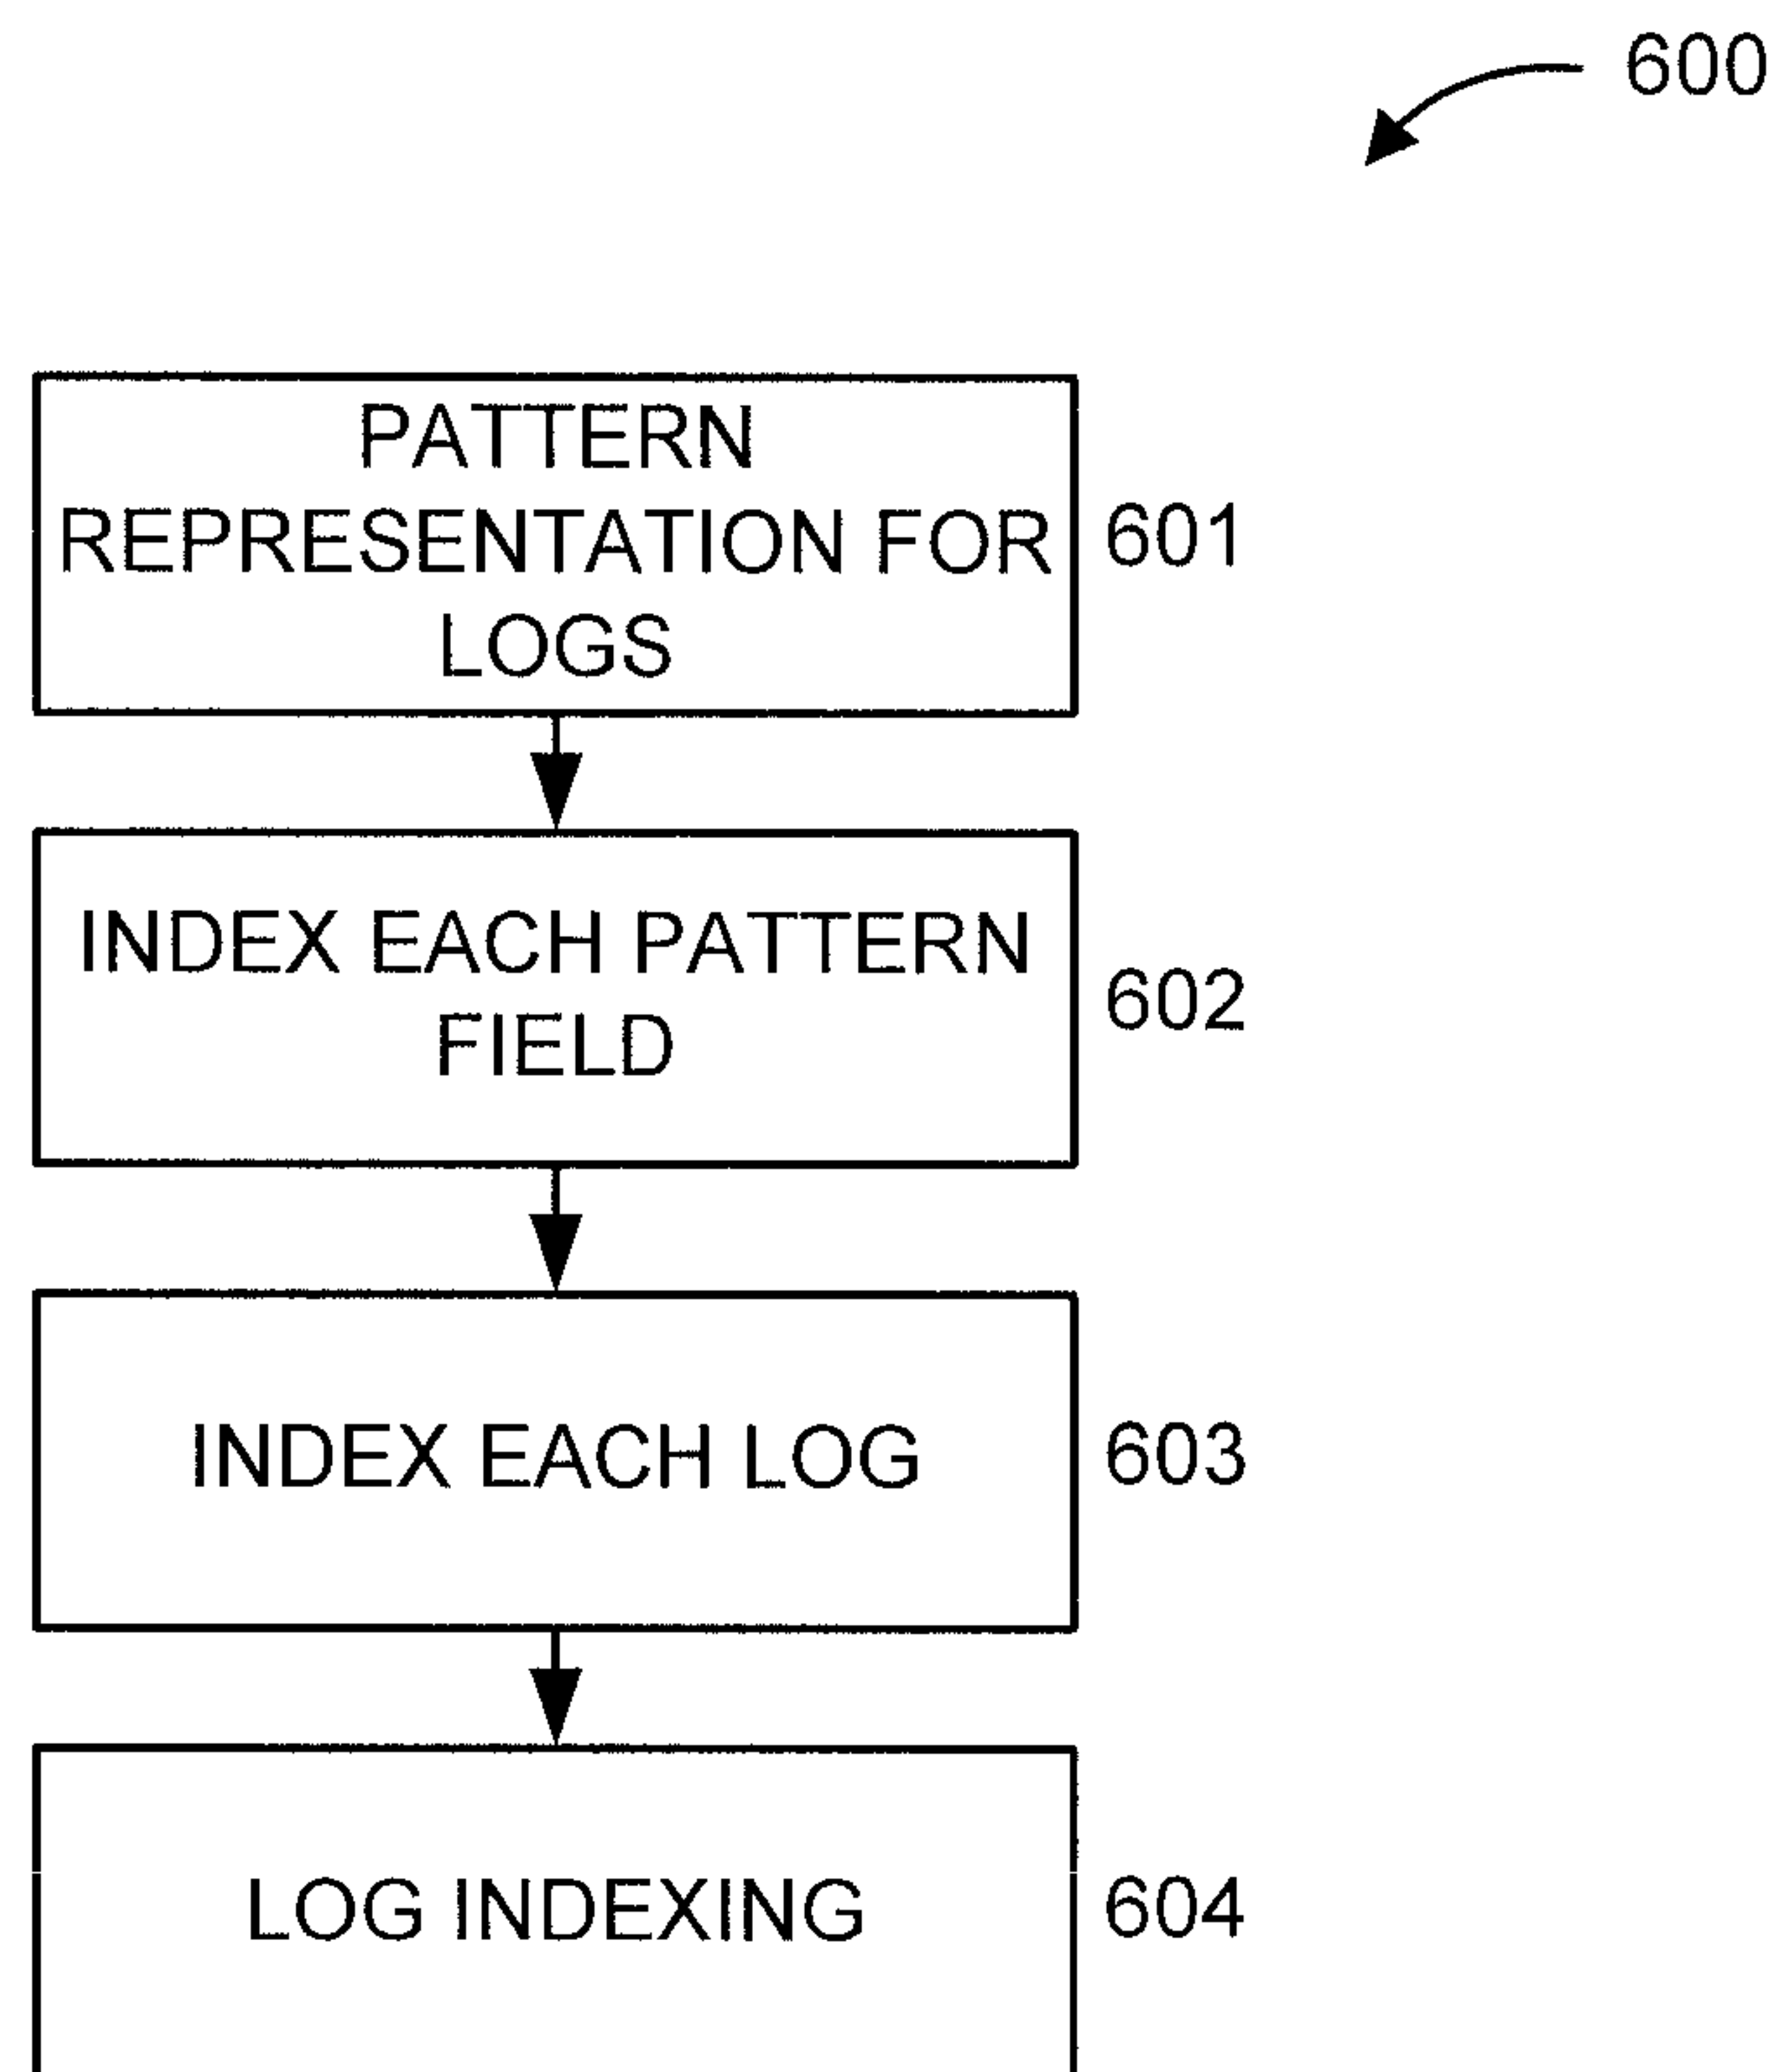 600
PATTERN
REPRESENTATION FOR
LOGS
601
INDEX EACH PATTERN
FIELD
602
INDEX EACH LOG
603
LOG INDEXING
604